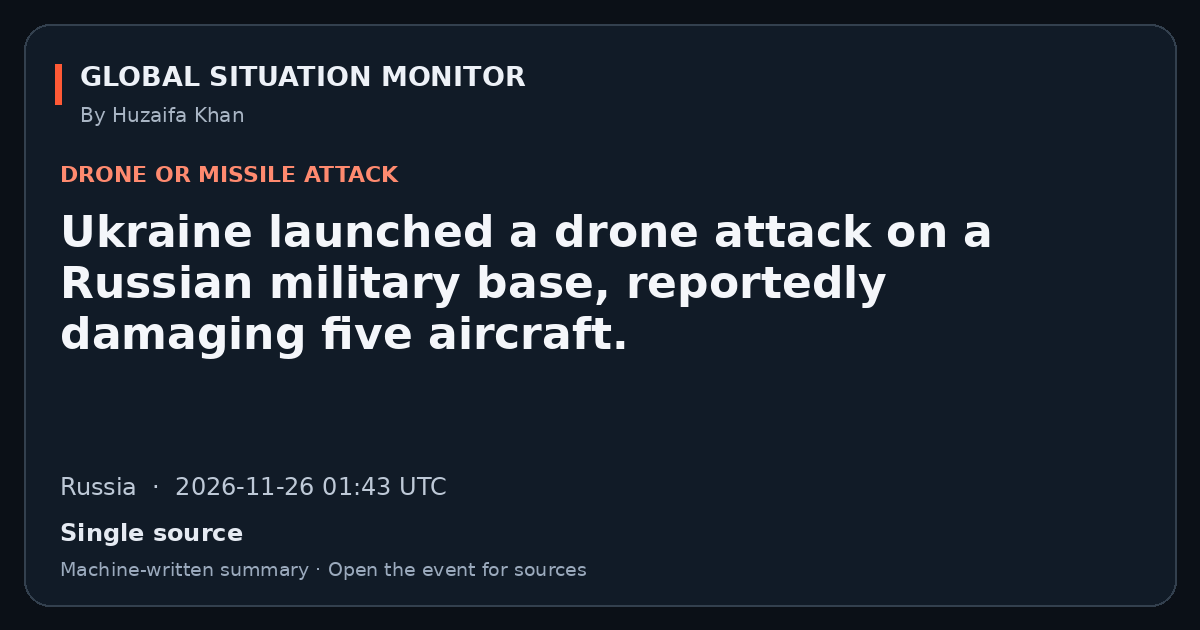 GLOBAL SITUATION MONITOR
By Huzaifa Khan
DRONE OR MISSILE ATTACK
Ukraine launched a drone attack on a
Russian military base, reportedly
damaging five aircraft.
Russia · 2026-11-26 01:43 UTC
Single source
Machine-written summary · Open the event for sources